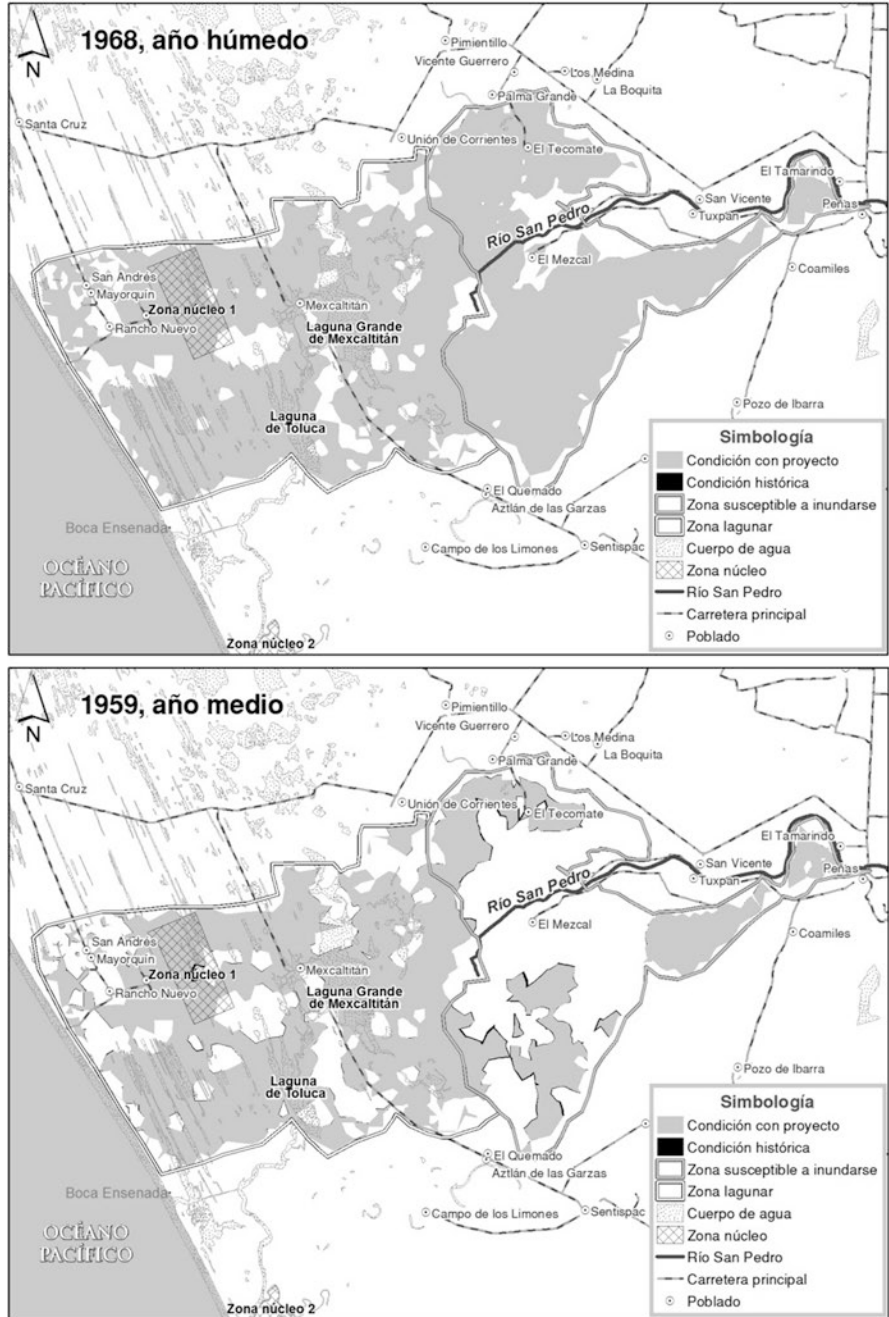 1968, año húmedo
N
Pimientillo
Vicente Guerrero
Los Medina
La Boquita
Palma Grande
Santa Cruz
Unión de Corrientes
El Tecomate
El Tamarindo
San Vicente
Peñas
Tuxpan
Río San Pedro
El Mezcal
Coamiles
San Andrés
Mayorquín
Zona núcleo 1
Mexcaltitán
Rancho Nuevo
Laguna Grande
de Mexcaltitán
Pozo de Ibarra
Laguna
de Toluca
El Quemado
Aztlán de las Garzas
Boca Ensenada
Campo de los Limones
Sentispac
OCÉANO
PACÍFICO
Zona núcleo 2
Simbología
Condición con proyecto
Condición histórica
Zona susceptible a inundarse
Zona lagunar
Cuerpo de agua
Zona núcleo
Río San Pedro
Carretera principal
Poblado
1959, año medio
N
Pimientillo
Vicente Guerrero
Los Medina
La Boquita
Palma Grande
Santa Cruz
Unión de Corrientes
El Tecomate
El Tamarindo
San Vicente
Peñas
Tuxpan
Río San Pedro
El Mezcal
Coamiles
San Andrés
Mayorquín
Zona núcleo 1
Mexcaltitán
Rancho Nuevo
Laguna Grande
de Mexcaltitán
Pozo de Ibarra
Laguna
de Toluca
El Quemado
Aztlán de las Garzas
Boca Ensenada
Campo de los Limones
Sentispac
OCÉANO
PACÍFICO
Zona núcleo 2
Simbología
Condición con proyecto
Condición histórica
Zona susceptible a inundarse
Zona lagunar
Cuerpo de agua
Zona núcleo
Río San Pedro
Carretera principal
Poblado